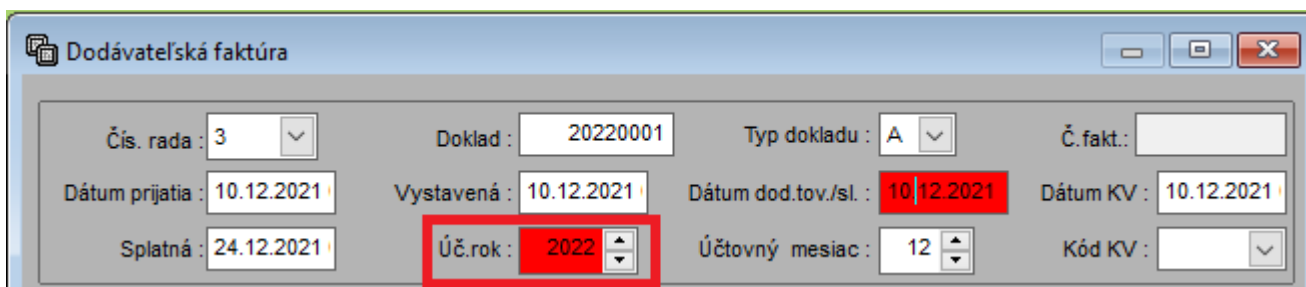 Dodávateľská faktúra
Čís. rada : 3 Doklad : 20220001 Typ dokladu : A Č.fakt.:
Dátum prijatia : 10.12.2021 Vystavená : 10.12.2021 Dátum dod.tov./sl. : 10.12.2021 Dátum KV : 10.12.2021
Splatná : 24.12.2021 Úč.rok : 2022 Účtovný mesiac : 12 Kód KV :